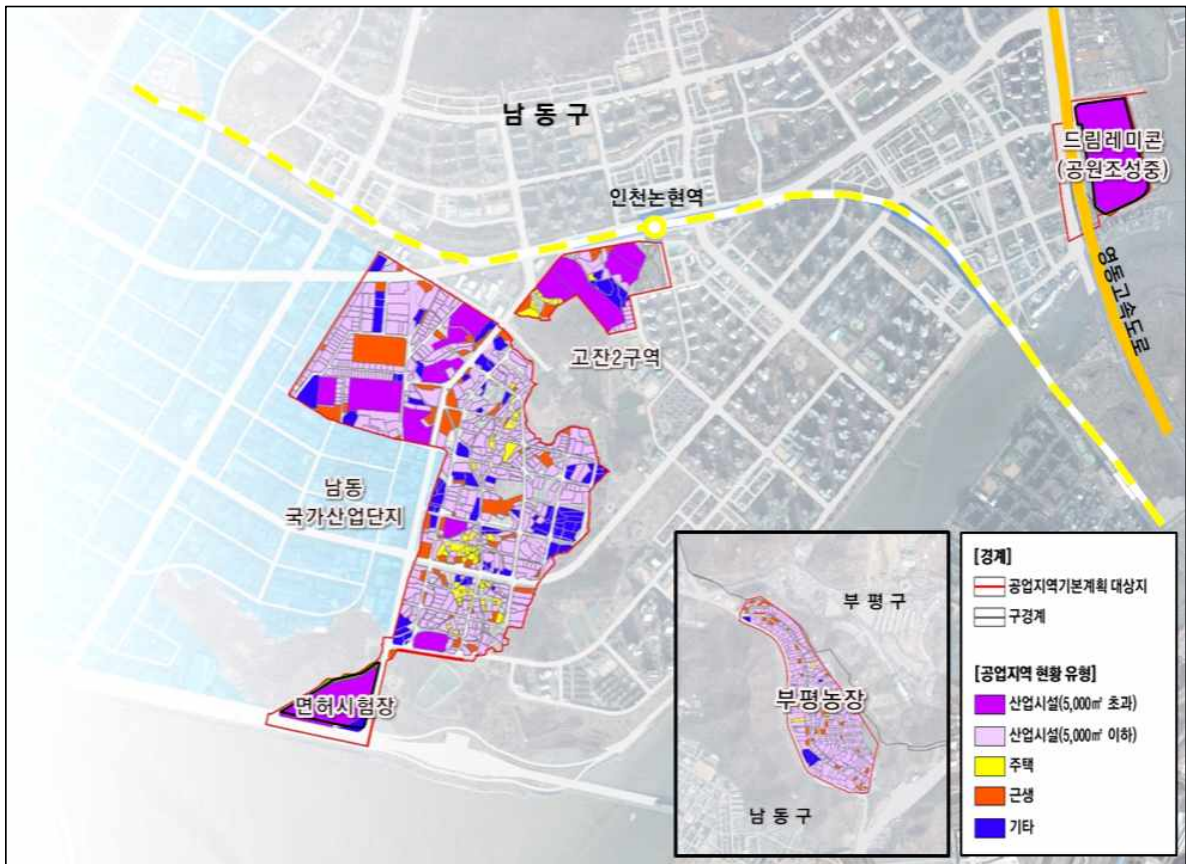 남동구
드림레미콘
(공원조성중)
인천논현역
영동고속도로
고잔2구역
남동
국가산업단지
면허시험장
부평구
부평농장
남동구
[경계]
공업지역기본계획 대상지
구경계
[공업지역 현황 유형]
산업시설(5,000㎡ 초과)
산업시설(5,000㎡ 이하)
주택
근생
기타